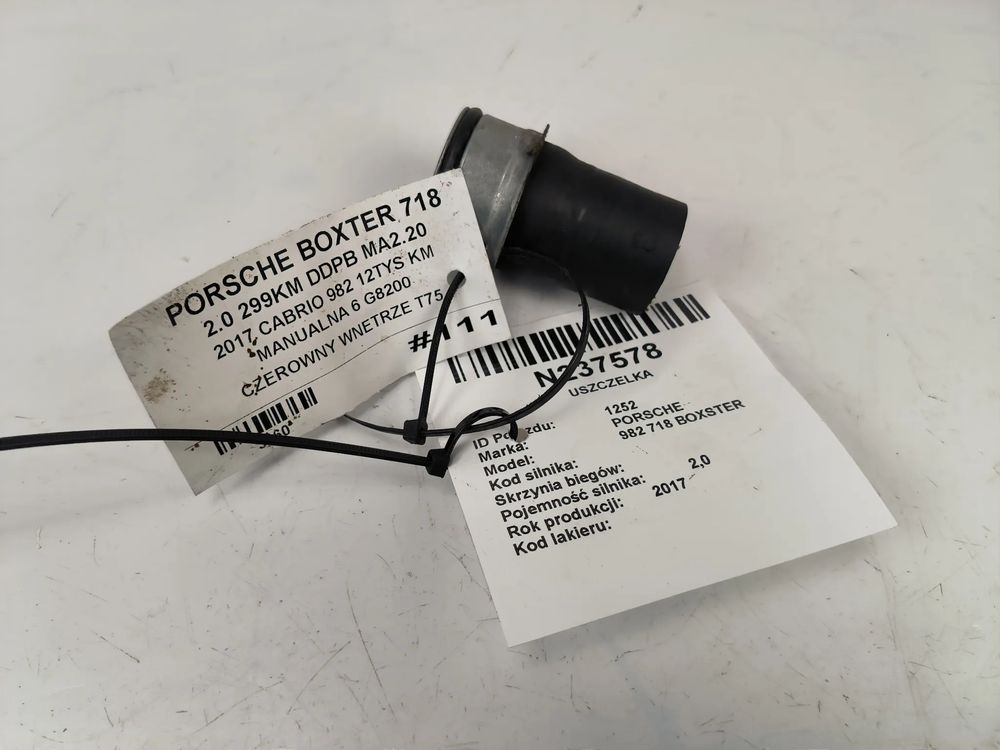 PORSCHE BOXTER 718
2.0 299KM DDPB MA2.20
2017 CABRIO 982 12TYS KM
MANUALNA 6 G8200
CZEROWNY WNETRZE T75
#111
N237578
USZCZELKA
ID
Marka:
Model:
Kod silnika:
Skrzynia biegów:
Pojemność silnika:
Rok produkcji:
Kod lakieru:
1252
PORSCHE
982 718 BOXSTER
2,0
2017